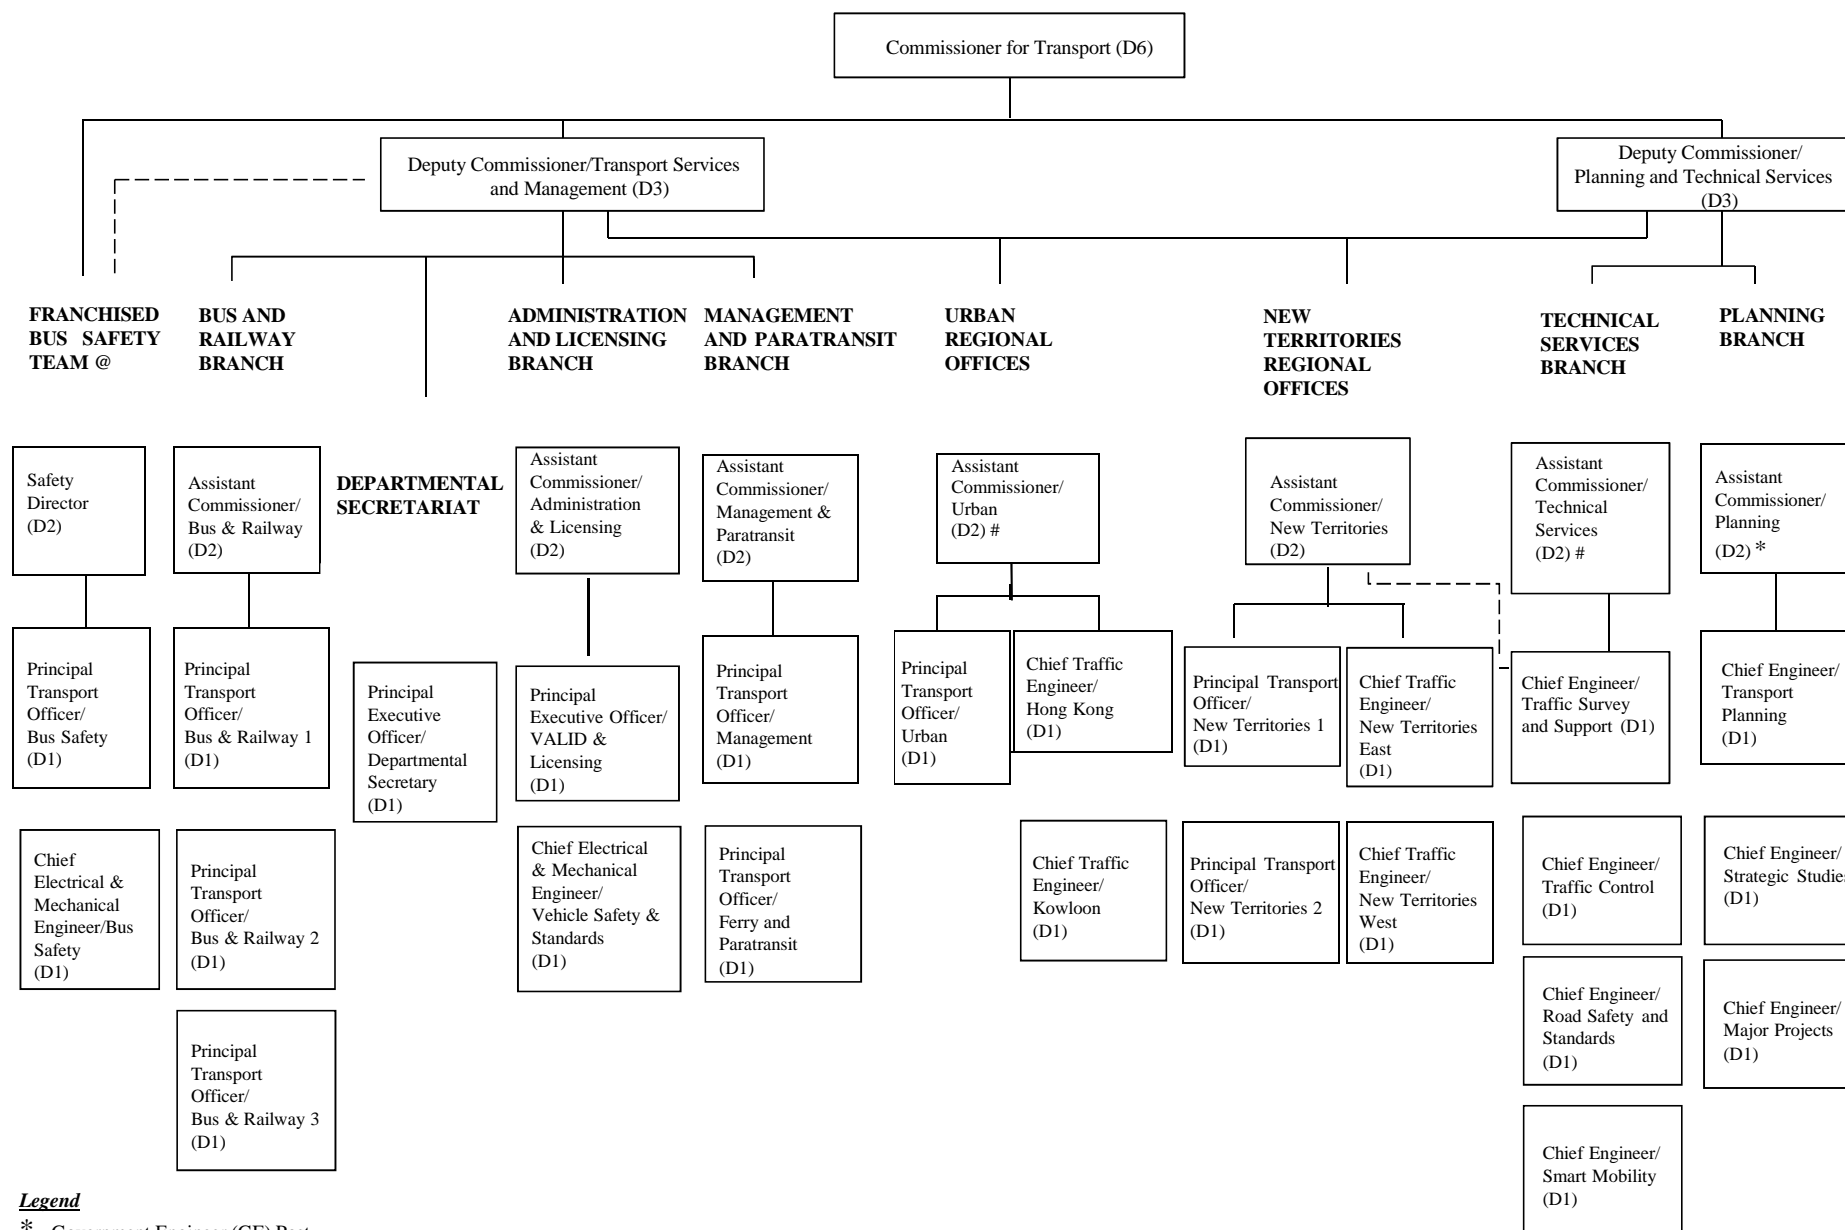 Commissioner for Transport (D6)
Deputy Commissioner/Transport Services
and Management (D3)
Deputy Commissioner/
Planning and Technical Services
(D3)
FRANCHISED
BUS SAFETY
TEAM @
BUS AND
RAILWAY
BRANCH
ADMINISTRATION
AND LICENSING
BRANCH
MANAGEMENT
AND PARATRANSIT
BRANCH
URBAN
REGIONAL
OFFICES
NEW
TERRITORIES
REGIONAL
OFFICES
TECHNICAL
SERVICES
BRANCH
PLANNING
BRANCH
Safety
Director
(D2)
Assistant
Commissioner/
Bus & Railway
(D2)
DEPARTMENTAL
SECRETARIAT
Assistant
Commissioner/
Administration
& Licensing
(D2)
Assistant
Commissioner/
Management &
Paratransit
(D2)
Assistant
Commissioner/
Urban
(D2) #
Assistant
Commissioner/
New Territories
(D2)
Assistant
Commissioner/
Technical
Services
(D2) #
Assistant
Commissioner/
Planning
(D2) *
Principal
Transport
Officer/
Bus Safety
(D1)
Principal
Transport
Officer/
Bus & Railway 1
(D1)
Principal
Executive
Officer/
Departmental
Secretary
(D1)
Principal
Executive Officer/
VALID &
Licensing
(D1)
Principal
Transport
Officer/
Management
(D1)
Principal
Transport
Officer/
Urban
(D1)
Chief Traffic
Engineer/
Hong Kong
(D1)
Principal Transport
Officer/
New Territories 1
(D1)
Chief Traffic
Engineer/
New Territories
East
(D1)
Chief Engineer/
Traffic Survey
and Support (D1)
Chief Engineer/
Transport
Planning
(D1)
Chief
Electrical &
Mechanical
Engineer/Bus
Safety
(D1)
Principal
Transport
Officer/
Bus & Railway 2
(D1)
Chief Electrical
& Mechanical
Engineer/
Vehicle Safety &
Standards
(D1)
Principal
Transport
Officer/
Ferry and
Paratransit
(D1)
Chief Traffic
Engineer/
Kowloon
(D1)
Principal Transport
Officer/
New Territories 2
(D1)
Chief Traffic
Engineer/
New Territories
West
(D1)
Chief Engineer/
Traffic Control
(D1)
Chief Engineer/
Strategic Studies
(D1)
Principal
Transport
Officer/
Bus & Railway 3
(D1)
Chief Engineer/
Road Safety and
Standards
(D1)
Chief Engineer/
Major Projects
(D1)
Chief Engineer/
Smart Mobility
(D1)
Legend
* Government Engineer (GE) Post